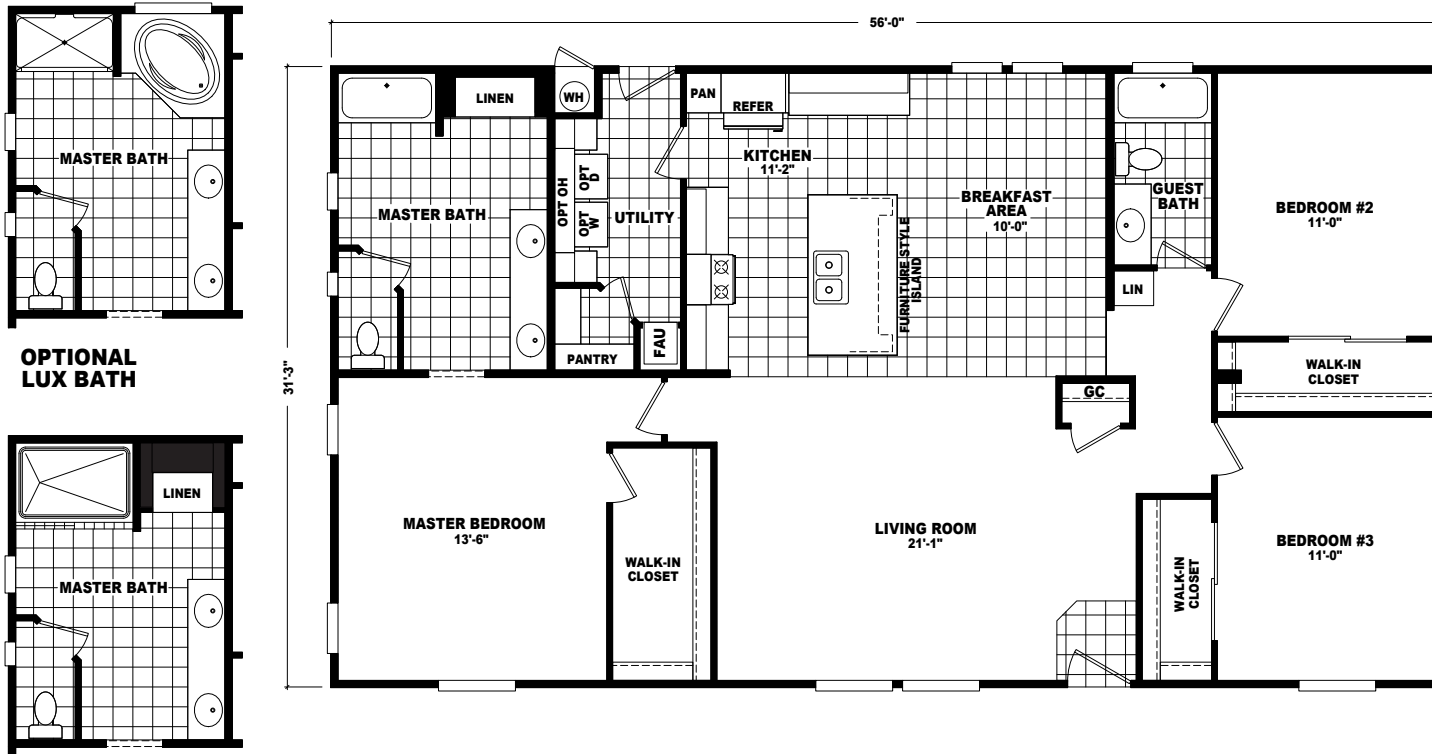 MASTER BATH
OPTIONAL
LUX BATH
LINEN
MASTER BATH
56'-0"
31'-3"
LINEN
WH
MASTER BATH
OPT OH
OPT
D
OPT
W
UTILITY
PANTRY
FAU
PAN
REFER
KITCHEN
11'-2"
FURNITURE STYLE
ISLAND
BREAKFAST
AREA
10'-0"
GUEST
BATH
LIN
BEDROOM #2
11'-0"
WALK-IN
CLOSET
GC
MASTER BEDROOM
13'-6"
WALK-IN
CLOSET
LIVING ROOM
21'-1"
WALK-IN
CLOSET
BEDROOM #3
11'-0"